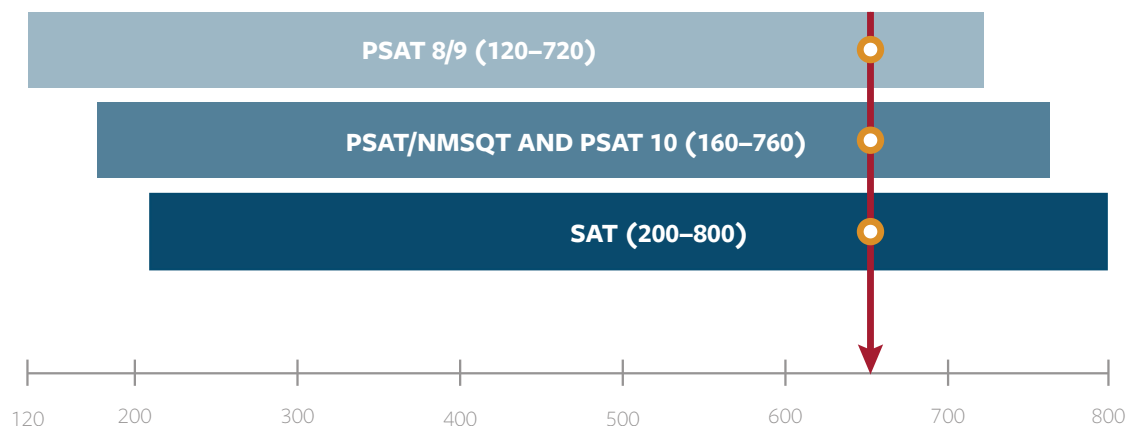 PSAT 8/9 (120–720)
PSAT/NMSQT AND PSAT 10 (160–760)
SAT (200–800)
120 200 300 400 500 600 700 800